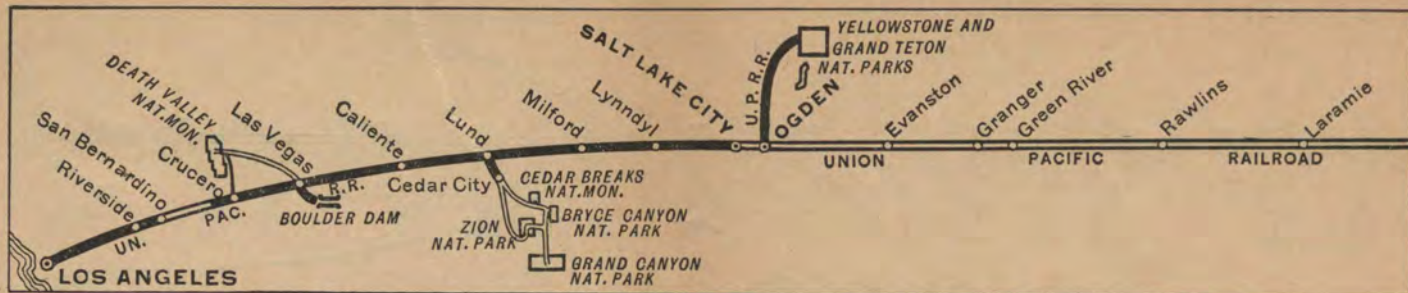 DEATH VALLEY
NAT. MON.
San Bernardino
Riverside
Crucero
Las Vegas
Caliente
Lund
Milford
Lynndyl
SALT LAKE CITY
U.P.R.R.
YELLOWSTONE AND
GRAND TETON
NAT. PARKS
OGDEN
Evanston
Granger
Green River
Rawlins
Laramie
UNION PACIFIC RAILROAD
UN. PAC. R.R.
BOULDER DAM
Cedar City
CEDAR BREAKS
NAT. MON.
BRYCE CANYON
NAT. PARK
ZION
NAT. PARK
GRAND CANYON
NAT. PARK
LOS ANGELES